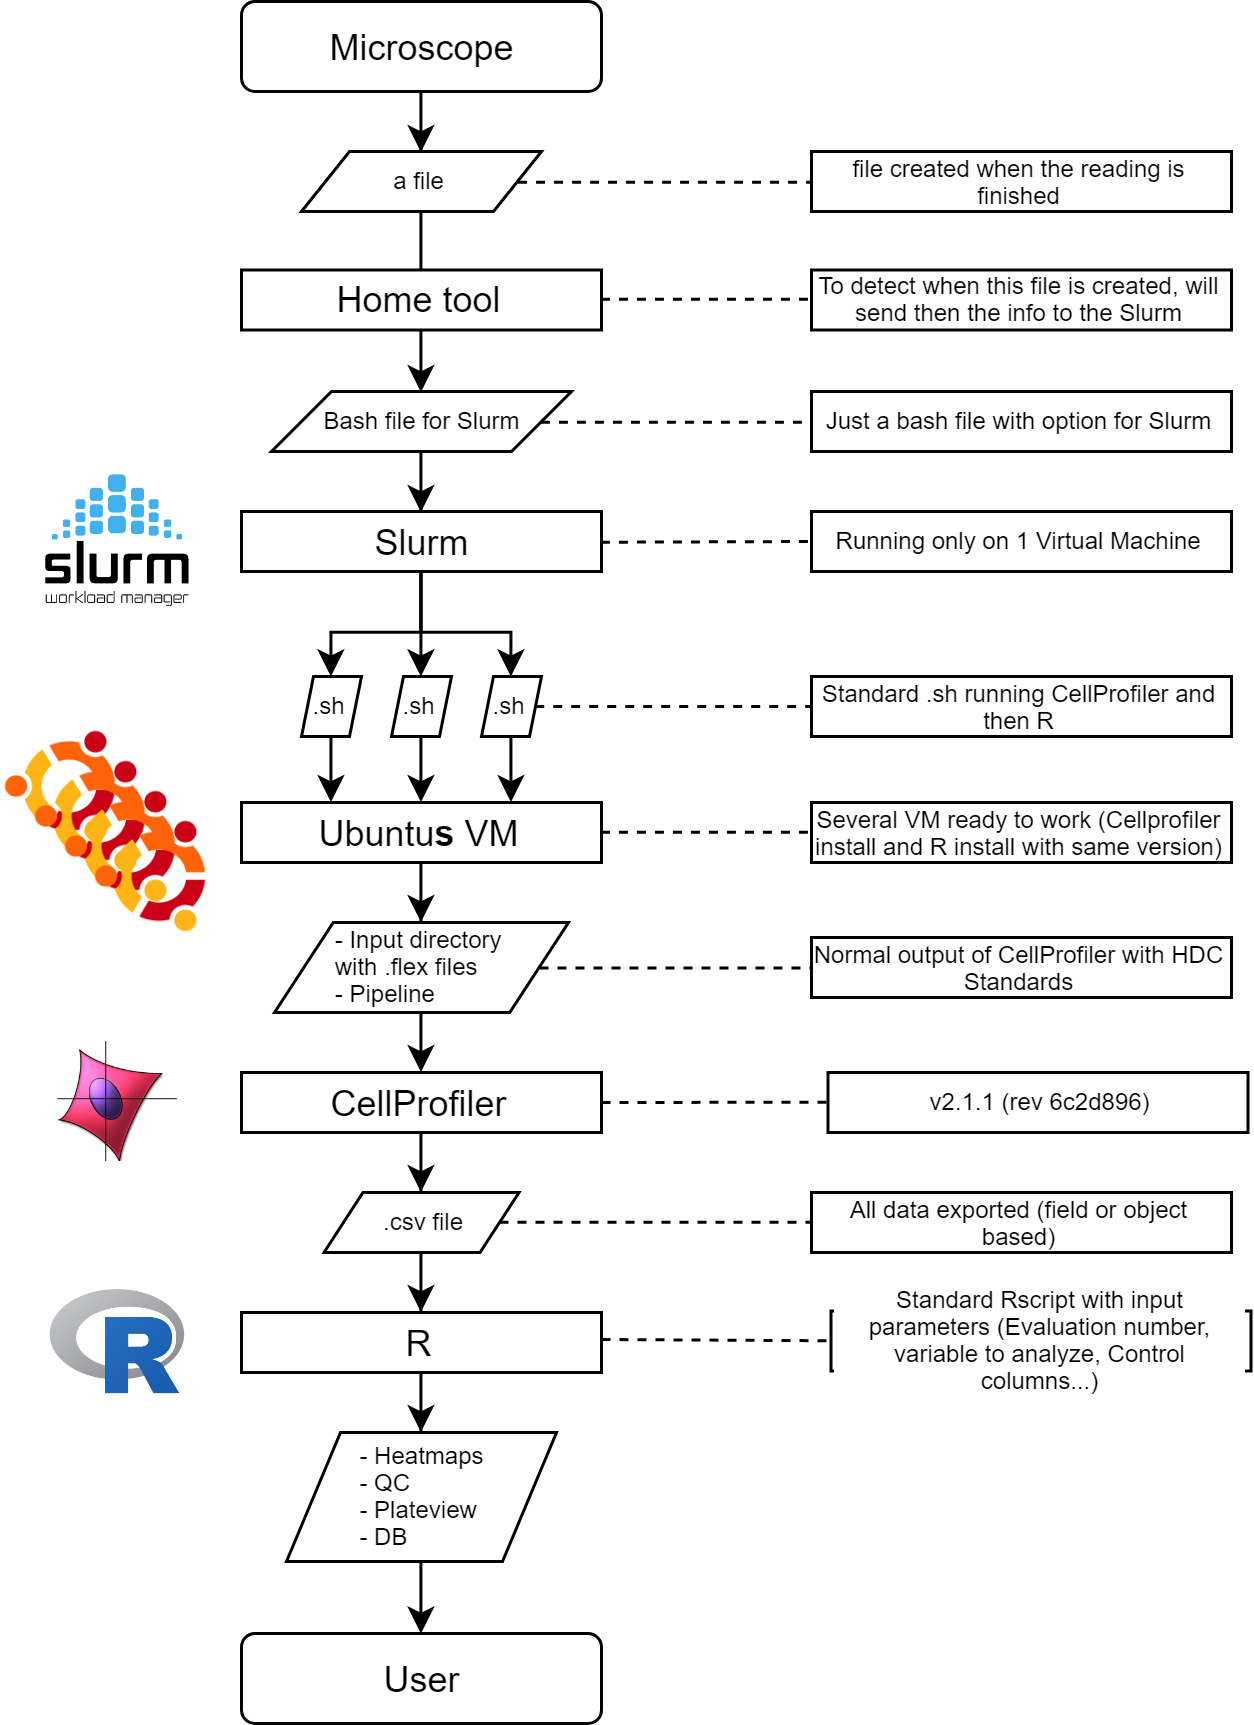 Microscope
a file
file created when the reading is
finished
Home tool
To detect when this file is created, will
send then the info to the Slurm
Bash file for Slurm
Just a bash file with option for Slurm
slurm
workload manager
Slurm
Running only on 1 Virtual Machine
.sh
.sh
.sh
Standard .sh running CellProfiler and
then R
Ubuntus VM
Several VM ready to work (Cellprofiler
install and R install with same version)
- Input directory
with .flex files
- Pipeline
Normal output of CellProfiler with HDC
Standards
CellProfiler
v2.1.1 (rev 6c2d896)
.csv file
All data exported (field or object
based)
R
R
Standard Rscript with input
parameters (Evaluation number,
variable to analyze, Control
columns...)
- Heatmaps
- QC
- Plateview
- DB
User